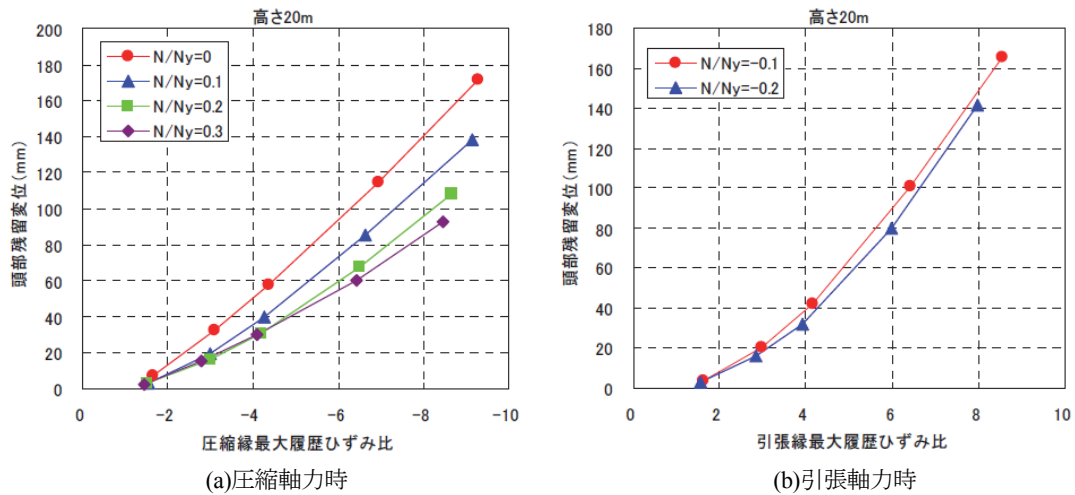 高さ20m
200
180
160
140
120
100
80
60
40
20
0
N/Ny=0
N/Ny=0.1
N/Ny=0.2
N/Ny=0.3
頭部残留変位(mm)
0 -2 -4 -6 -8 -10
圧縮縁最大履歴ひずみ比
(a)圧縮軸力時
高さ20m
180
160
140
120
100
80
60
40
20
0
N/Ny=-0.1
N/Ny=-0.2
頭部残留変位(mm)
0 2 4 6 8 10
引張縁最大履歴ひずみ比
(b)引張軸力時